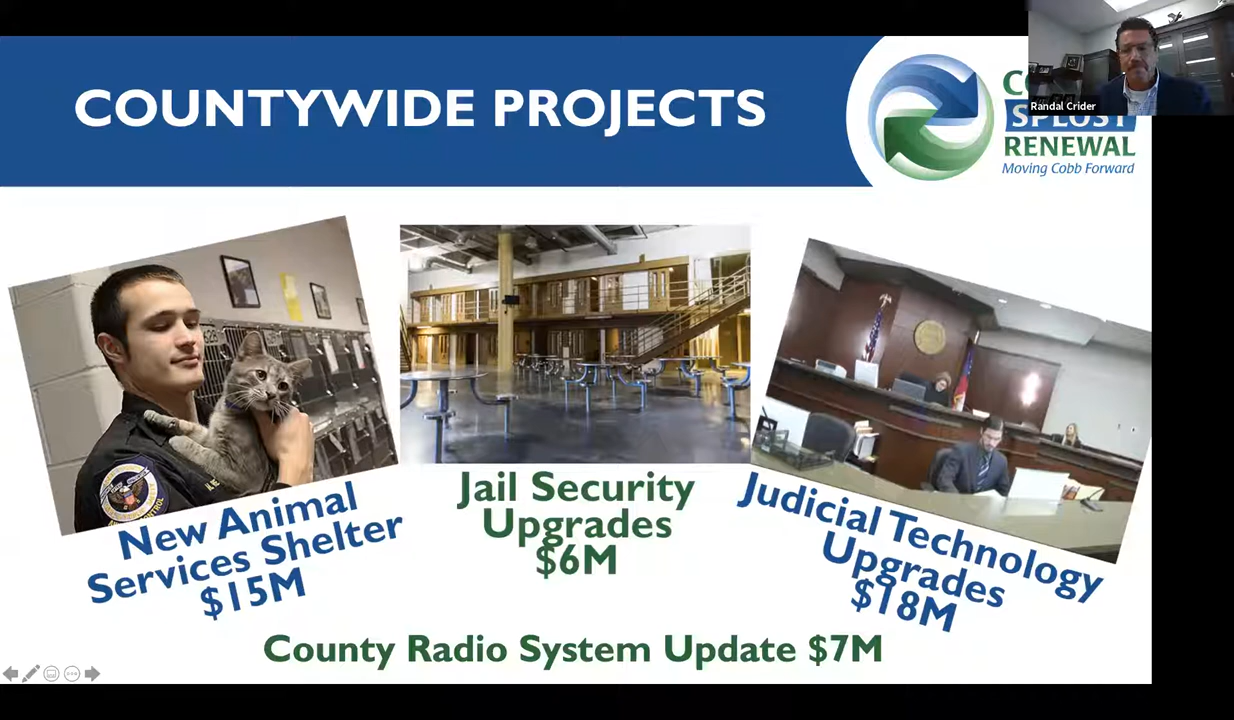 COUNTYWIDE PROJECTS
Randal Crider
SPLOST
RENEWAL
Moving Cobb Forward
New Animal
Services Shelter
$15M
Jail Security
Upgrades
$6M
Judicial Technology
Upgrades
$18M
County Radio System Update $7M